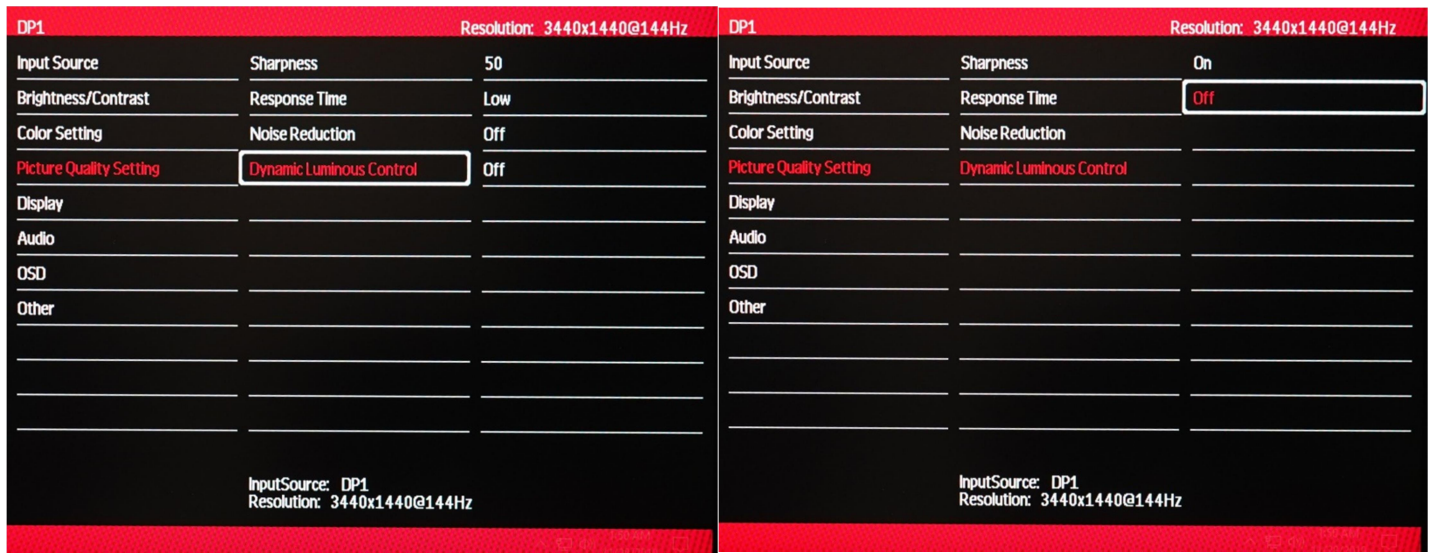 DP1 Resolution: 3440x1440@144Hz
Input Source Sharpness 50
Brightness/Contrast Response Time Low
Color Setting Noise Reduction Off
Picture Quality Setting Dynamic Luminous Control Off
Display
Audio
OSD
Other
InputSource: DP1
Resolution: 3440x1440@144Hz
DP1 Resolution: 3440x1440@144Hz
Input Source Sharpness On
Brightness/Contrast Response Time Off
Color Setting Noise Reduction
Picture Quality Setting Dynamic Luminous Control
Display
Audio
OSD
Other
InputSource: DP1
Resolution: 3440x1440@144Hz